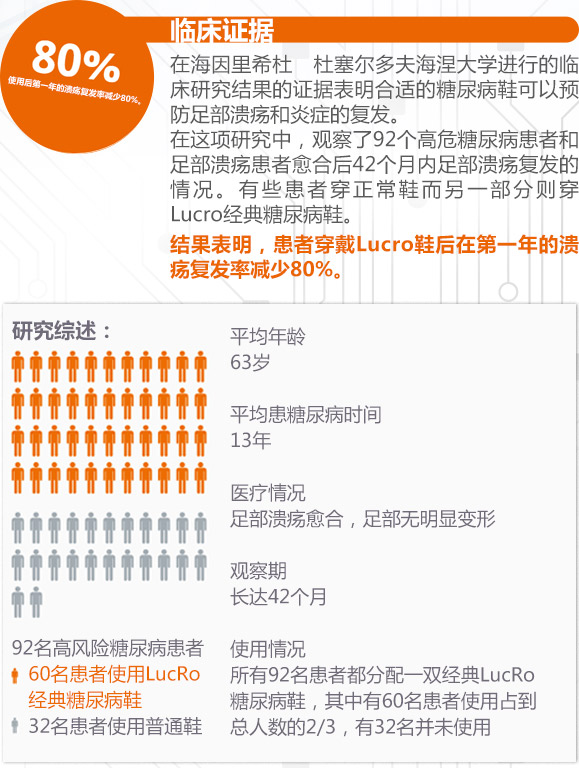 80%
使用后第一年的溃疡复发率减少80%。
临床证据
在海因里希杜　杜塞尔多夫海涅大学进行的临
床研究结果的证据表明合适的糖尿病鞋可以预
防足部溃疡和炎症的复发。
在这项研究中，观察了92个高危糖尿病患者和
足部溃疡患者愈合后42个月内足部溃疡复发的
情况。有些患者穿正常鞋而另一部分则穿
Lucro经典糖尿病鞋。
结果表明，患者穿戴Lucro鞋后在第一年的溃
疡复发率减少80%。
研究综述：
92名高风险糖尿病患者
60名患者使用LucRo
经典糖尿病鞋
32名患者使用普通鞋
平均年龄
63岁
平均患糖尿病时间
13年
医疗情况
足部溃疡愈合，足部无明显变形
观察期
长达42个月
使用情况
所有92名患者都分配一双经典LucRo
糖尿病鞋，其中有60名患者使用占到
总人数的2/3，有32名并未使用